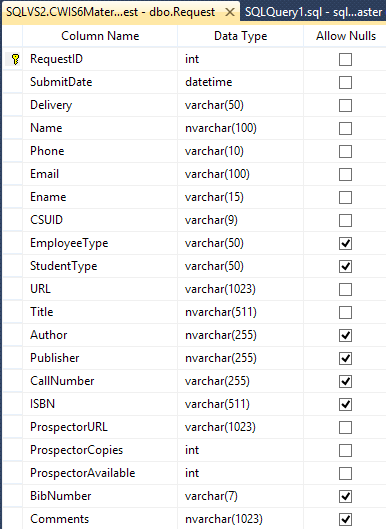 SQLVS2.CWIS6Mater...est - dbo.Request SQLQuery1.sql - sql...aster
Column Name Data Type Allow Nulls
RequestID int
SubmitDate datetime
Delivery varchar(50)
Name nvarchar(100)
Phone varchar(10)
Email varchar(100)
Ename varchar(15)
CSUID varchar(9)
EmployeeType varchar(50)
StudentType varchar(50)
URL varchar(1023)
Title nvarchar(511)
Author nvarchar(255)
Publisher nvarchar(255)
CallNumber varchar(255)
ISBN varchar(511)
ProspectorURL varchar(1023)
ProspectorCopies int
ProspectorAvailable int
BibNumber varchar(7)
Comments nvarchar(1023)